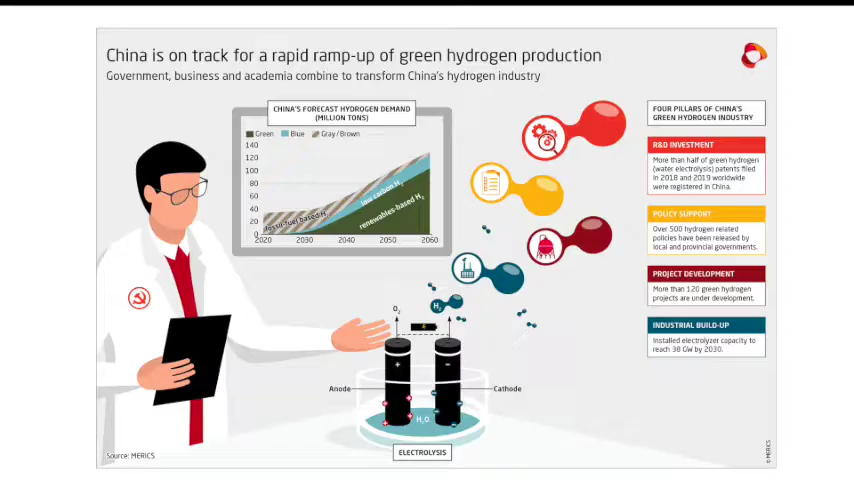 China is on track for a rapid ramp-up of green hydrogen production
Government, business and academia combine to transform China's hydrogen industry
CHINA'S FORECAST HYDROGEN DEMAND
(MILLION TONS)
Green Blue Gray/Brown
140
120
100
80
60
40
20
0
2020 2030 2040 2050 2060
fossil-fuel based H₂
low carbon H₂
renewables-based H₂
FOUR PILLARS OF CHINA'S
GREEN HYDROGEN INDUSTRY
R&D INVESTMENT
More than half of green hydrogen
(water electrolysis) patents filed
in 2018 and 2019 worldwide
were registered in China.
POLICY SUPPORT
Over 500 hydrogen related
policies have been released by
local and provincial governments.
PROJECT DEVELOPMENT
More than 120 green hydrogen
projects are under development.
INDUSTRIAL BUILD-UP
Installed electrolyzer capacity to
reach 38 GW by 2030.
O₂
H₂
+
−
Anode
Cathode
H₂O
ELECTROLYSIS
Source: MERICS
© MERICS